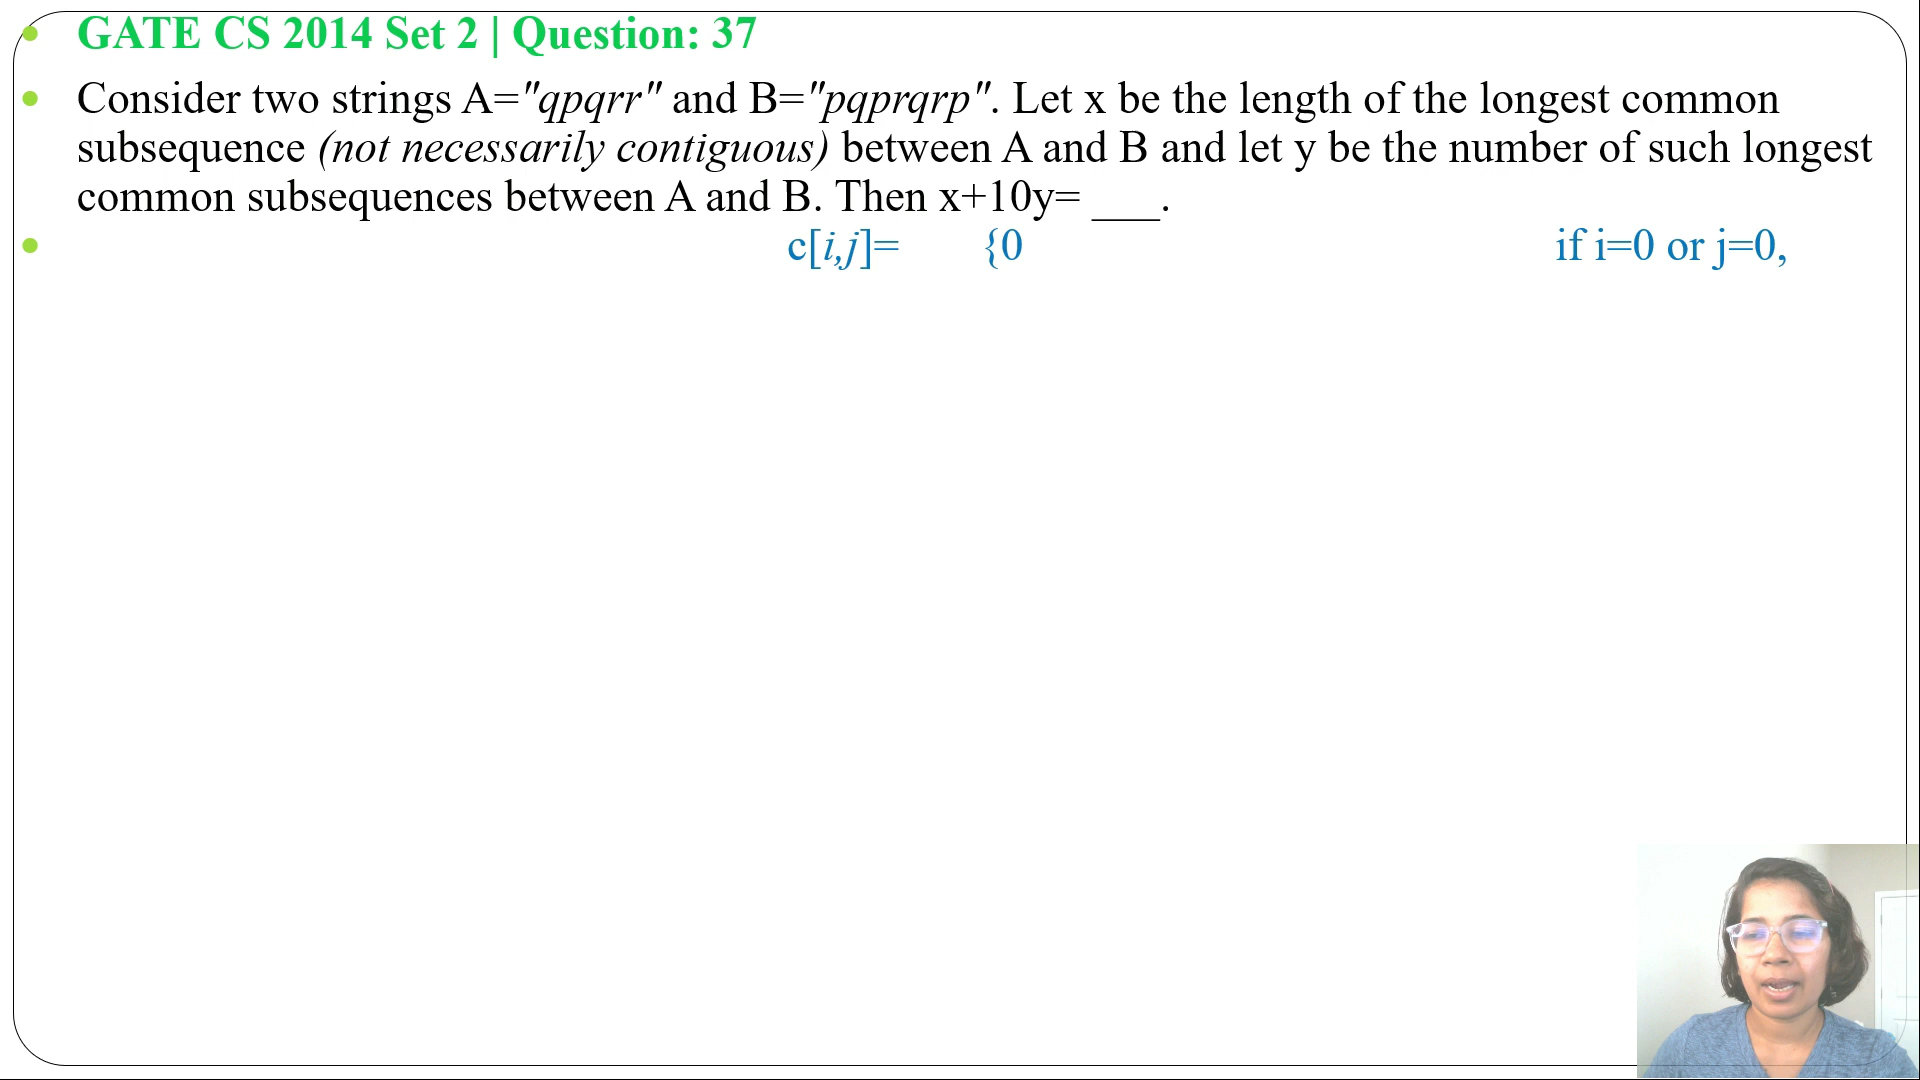 GATE CS 2014 Set 2 | Question: 37
Consider two strings A="qpqrr" and B="pqprqrp". Let x be the length of the longest common
subsequence (not necessarily contiguous) between A and B and let y be the number of such longest
common subsequences between A and B. Then x+10y= ___.
c[i,j]= {0 if i=0 or j=0,